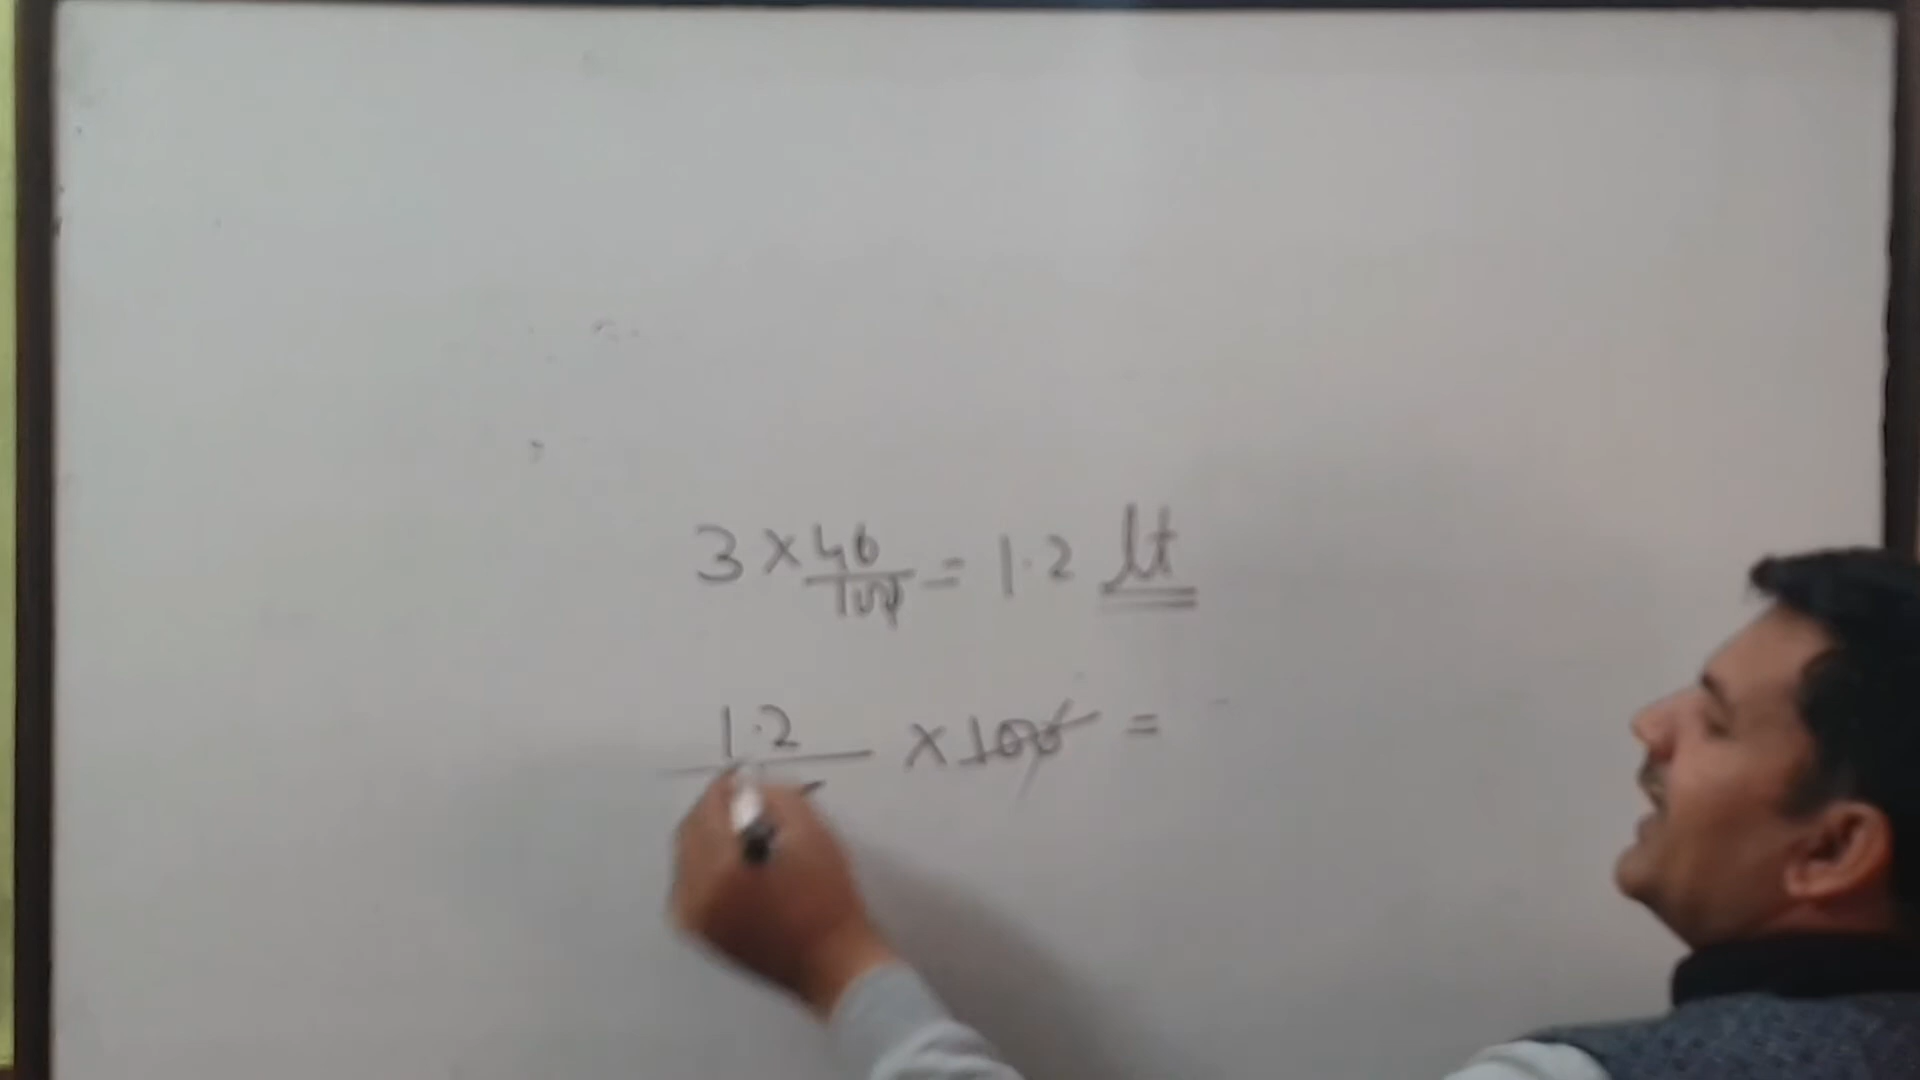 3 × 40/100 = 1.2 lt
1.2/ × 100 =